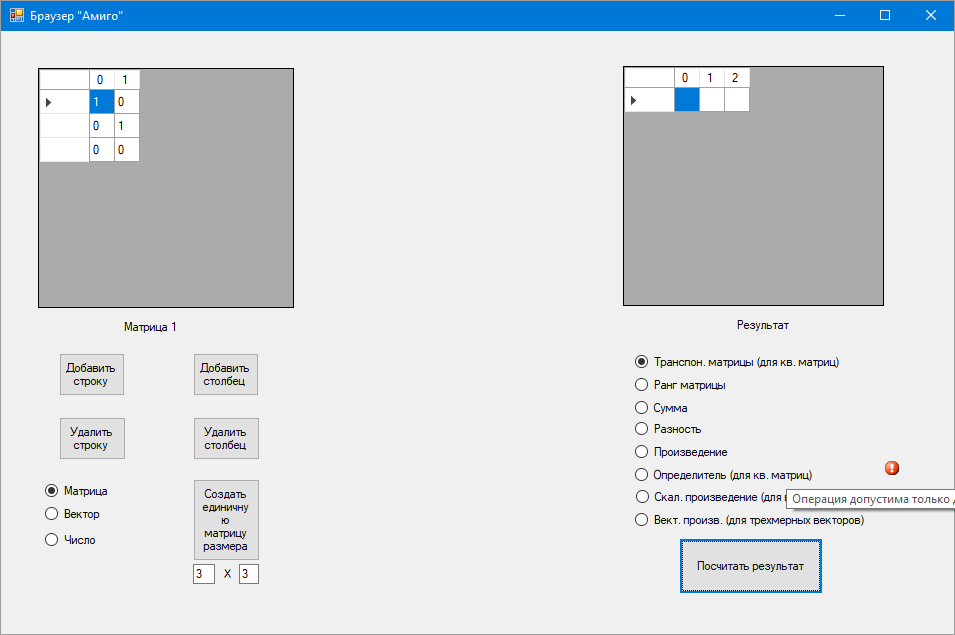 Браузер "Амиго"
0 1
1 0
0 1
0 0
Матрица 1
Добавить
строку
Добавить
столбец
Удалить
строку
Удалить
столбец
Матрица
Вектор
Число
Создать
единичну
ю
матрицу
размера
3 X 3
0 1 2
Результат
Транспон. матрицы (для кв. матриц)
Ранг матрицы
Сумма
Разность
Произведение
Определитель (для кв. матриц)
Скал. произведение (для
Операция допустима только
Вект. произв. (для трехмерных векторов)
Посчитать результат